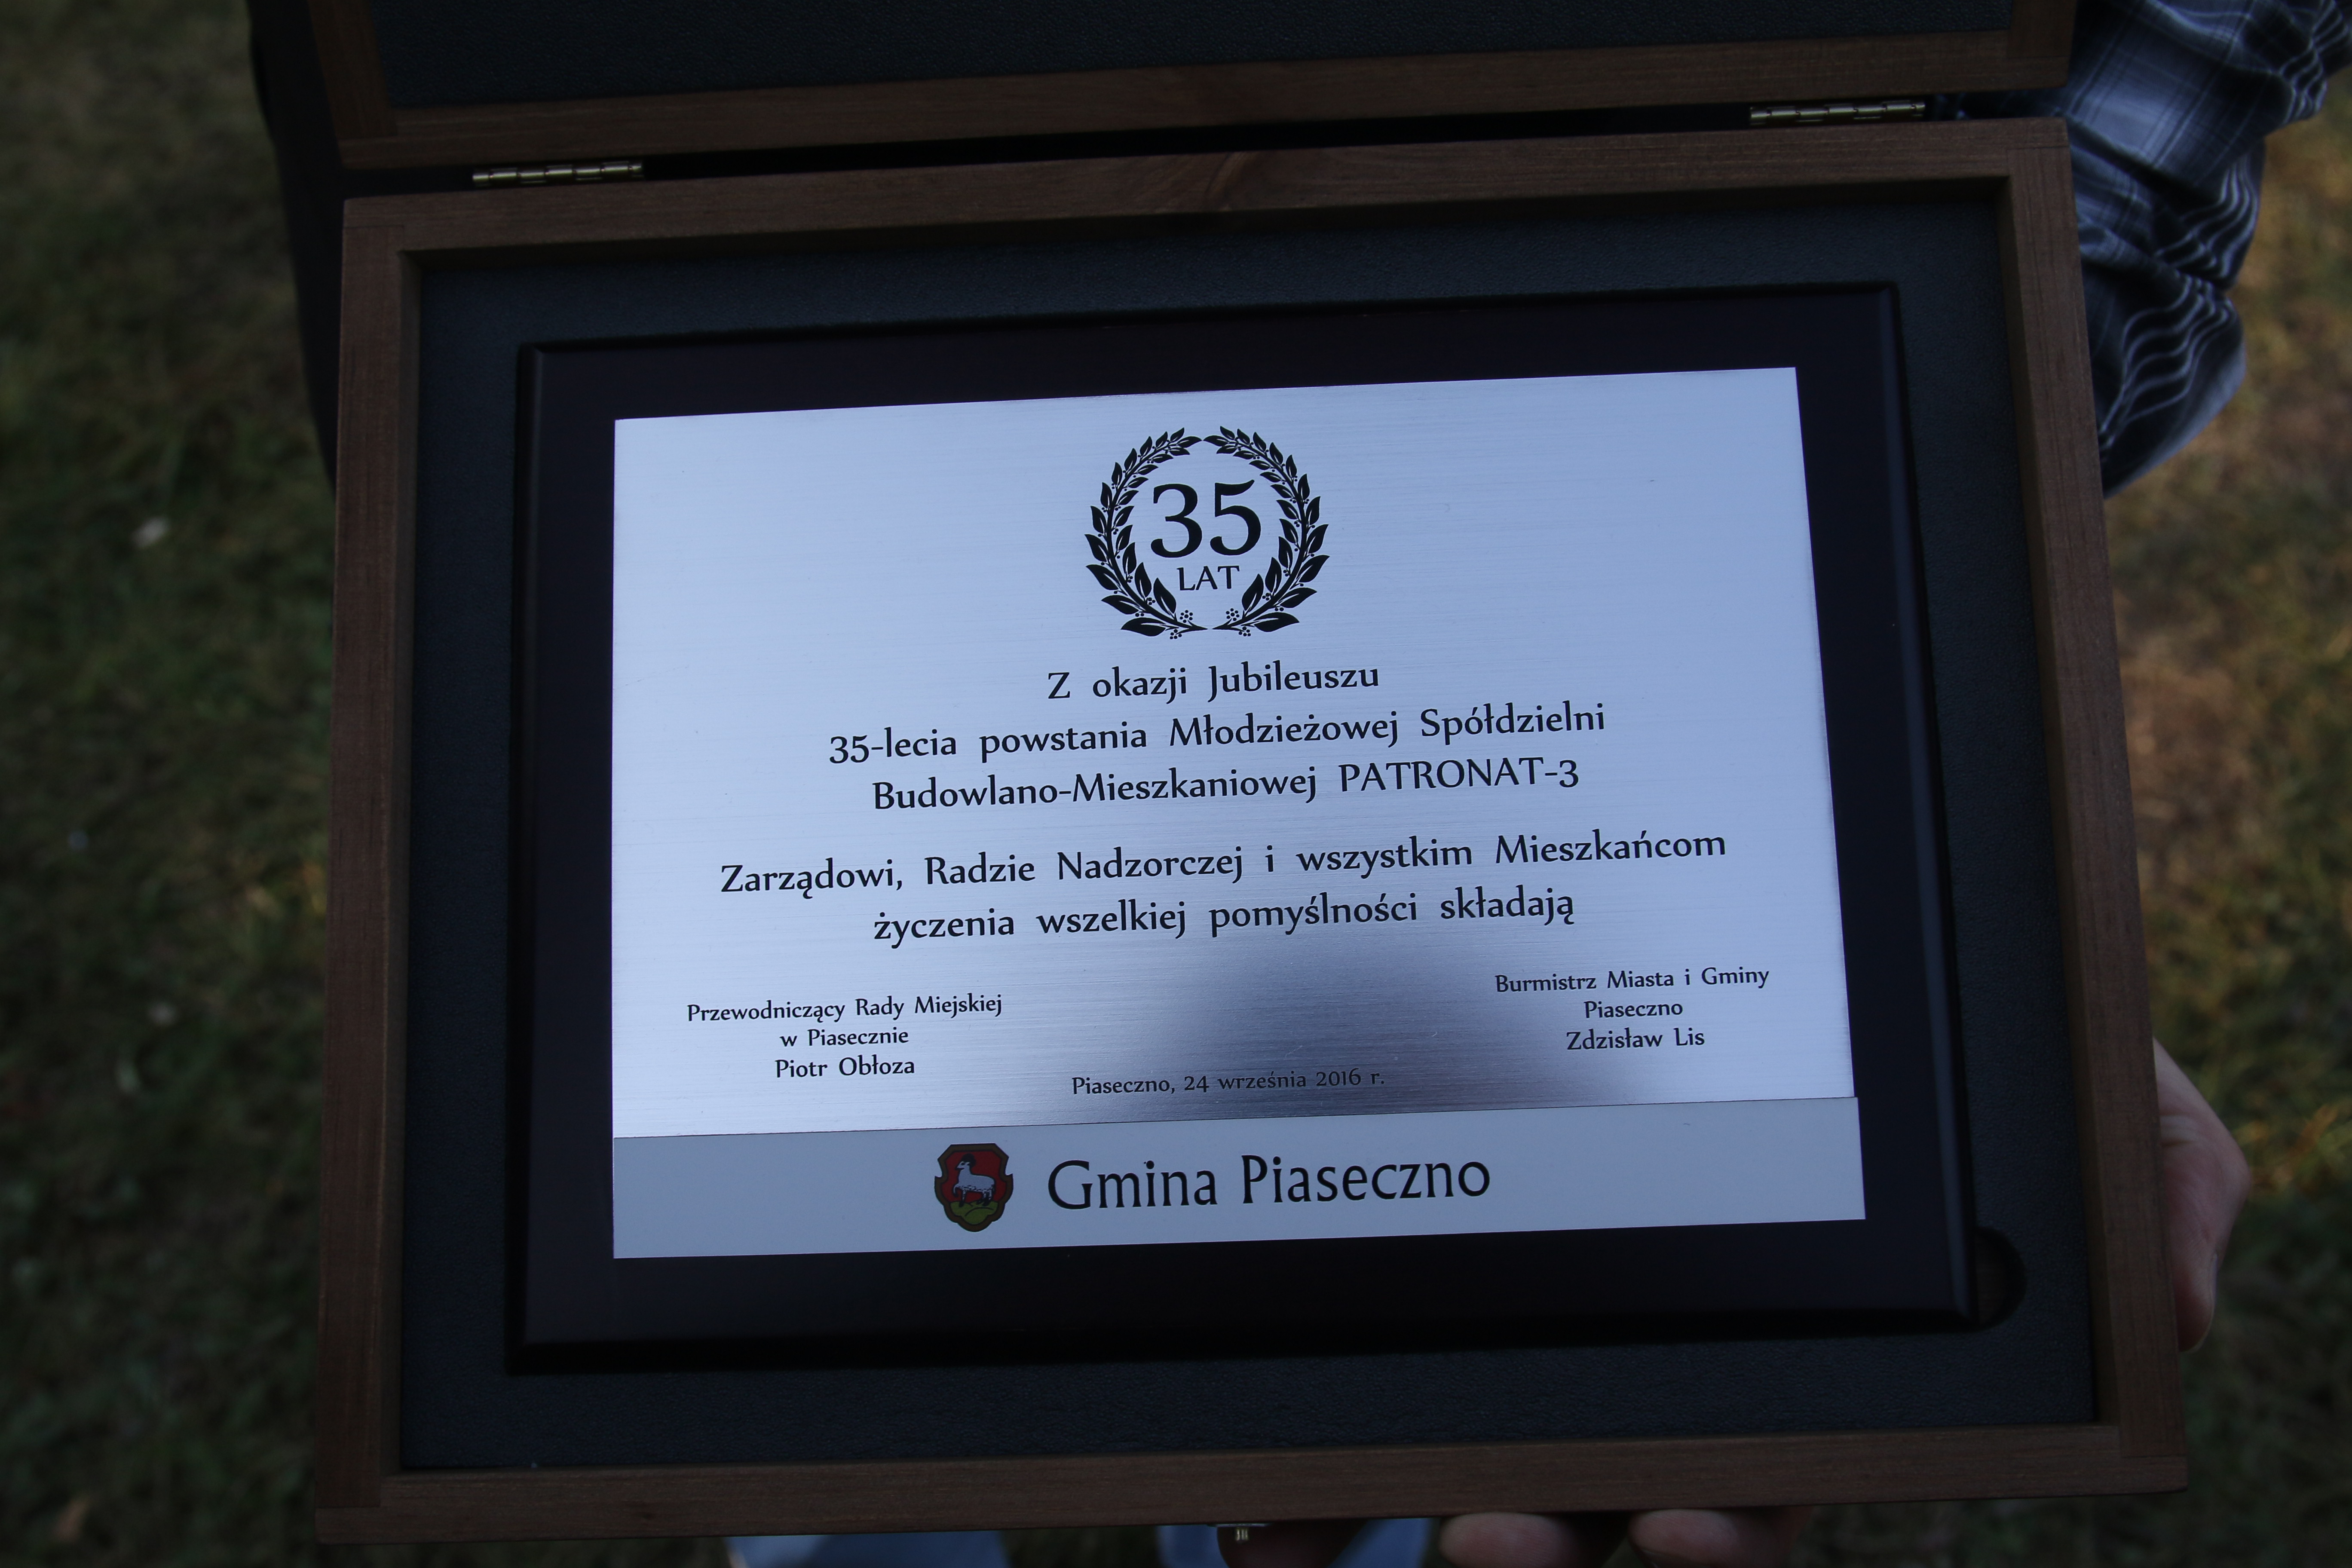 35
LAT
Z okazji Jubileuszu
35-lecia powstania Młodzieżowej Spółdzielni
Budowlano-Mieszkaniowej PATRONAT-3
Zarządowi, Radzie Nadzorczej i wszystkim Mieszkańcom
życzenia wszelkiej pomyślności składają
Przewodniczący Rady Miejskiej
w Piasecznie
Piotr Obłoza
Burmistrz Miasta i Gminy
Piaseczno
Zdzisław Lis
Piaseczno, 24 września 2016 r.
Gmina Piaseczno